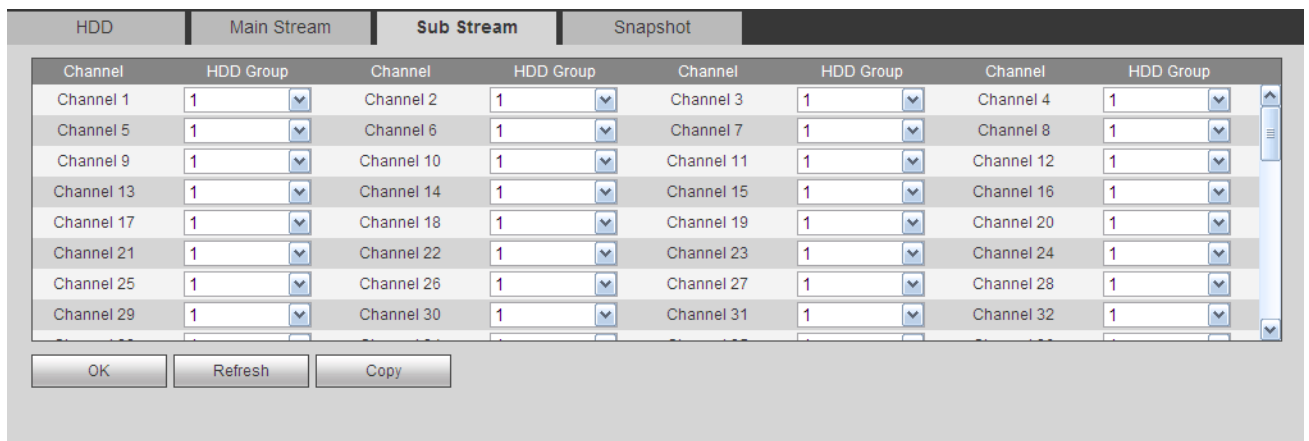 HDD Main Stream Sub Stream Snapshot
Channel HDD Group Channel HDD Group Channel HDD Group Channel HDD Group
Channel 1 1 Channel 2 1 Channel 3 1 Channel 4 1
Channel 5 1 Channel 6 1 Channel 7 1 Channel 8 1
Channel 9 1 Channel 10 1 Channel 11 1 Channel 12 1
Channel 13 1 Channel 14 1 Channel 15 1 Channel 16 1
Channel 17 1 Channel 18 1 Channel 19 1 Channel 20 1
Channel 21 1 Channel 22 1 Channel 23 1 Channel 24 1
Channel 25 1 Channel 26 1 Channel 27 1 Channel 28 1
Channel 29 1 Channel 30 1 Channel 31 1 Channel 32 1
OK Refresh Copy